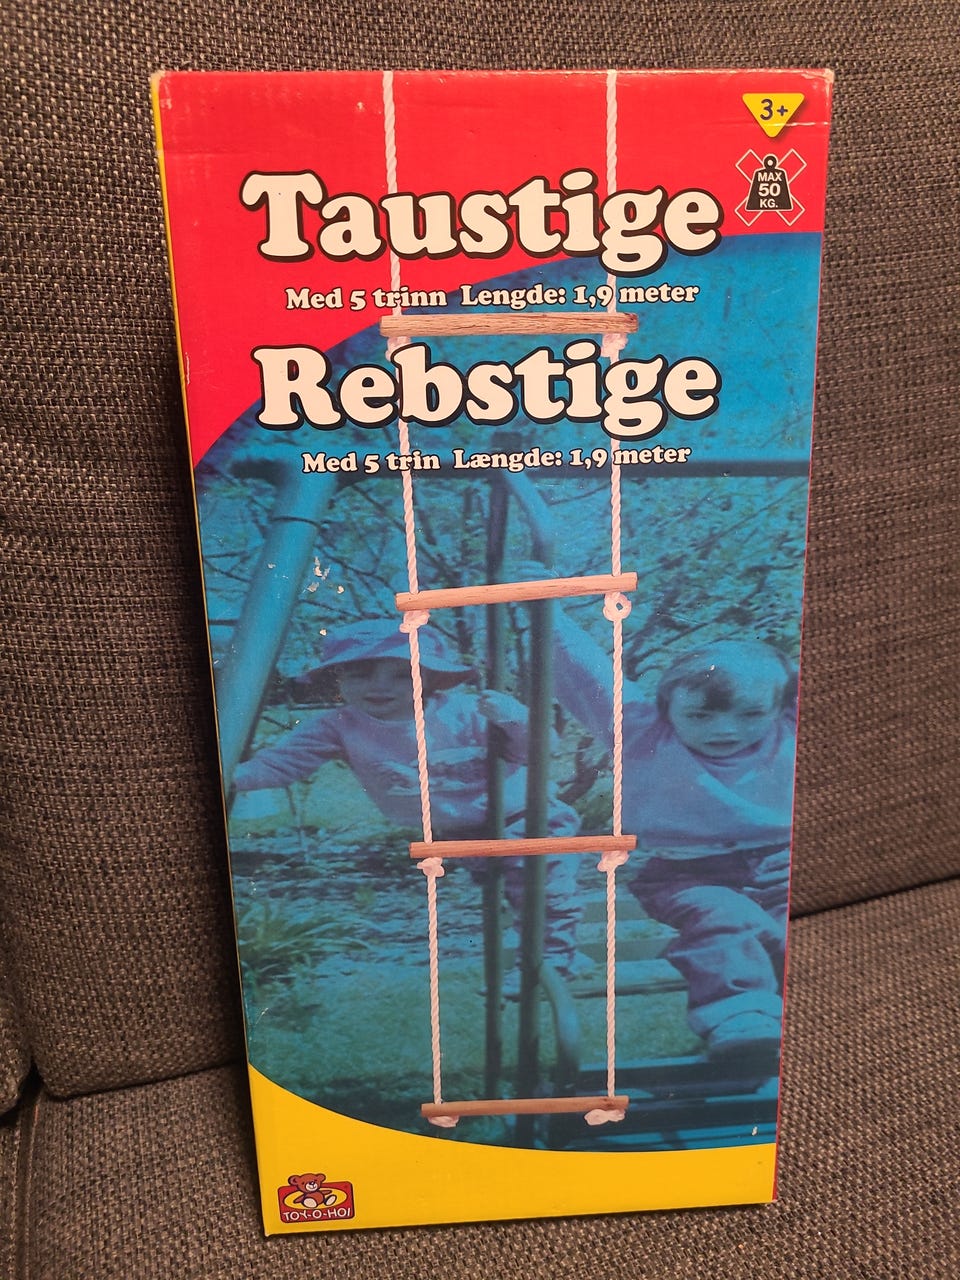 3+
MAX
50
KG.
Taustige
Med 5 trinn Lengde: 1,9 meter
Rebstige
Med 5 trin Længde: 1,9 meter
TOY-O-HOI